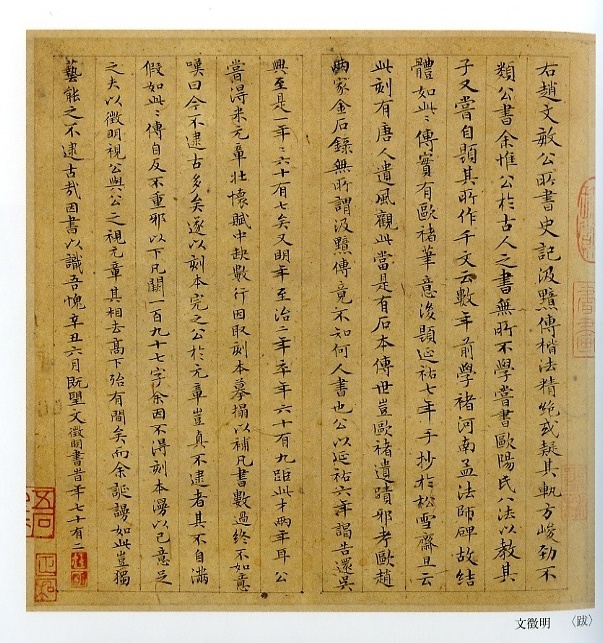 右趙文敏公所書史記汲黯傳楷法精絕或疑其軌方峻勁不
類公書余惟公於古人之書無所不學嘗書歐陽氏八法以教其
子又嘗自題其所作千文云數年前學褚河南孟法師碑故結
體如此此傳實有歐褚筆意後題延祐七年手抄於松雪齋且云
此刻有唐人遺風觀此當是有石本傳世豈歐褚遺蹟邪考歐趙
兩家金石錄無所謂汲黯傳竟不知何人書也公以延祐六年謁告還吳
興至是一年年六十有七矣又明年至治二年卒年六十有九距此才兩年耳公
嘗得米元章壯懷賦中缺數行因取刻本摹搨以補凡書數過終不如意
嘆曰今不逮古多矣遂以刻本完之公於元章豈真不逮者其不自滿
假如此此傳自反不重邪以下凡闕一百九十七字余因不得刻本漫以己意足
之夫以徵明視公與公之視元章其相去高下殆有間矣而余誕謾如此豈獨
藝能之不逮古哉因書以識吾愧辛丑六月既望文徵明書時年七十有二
文徵明 〈跋〉